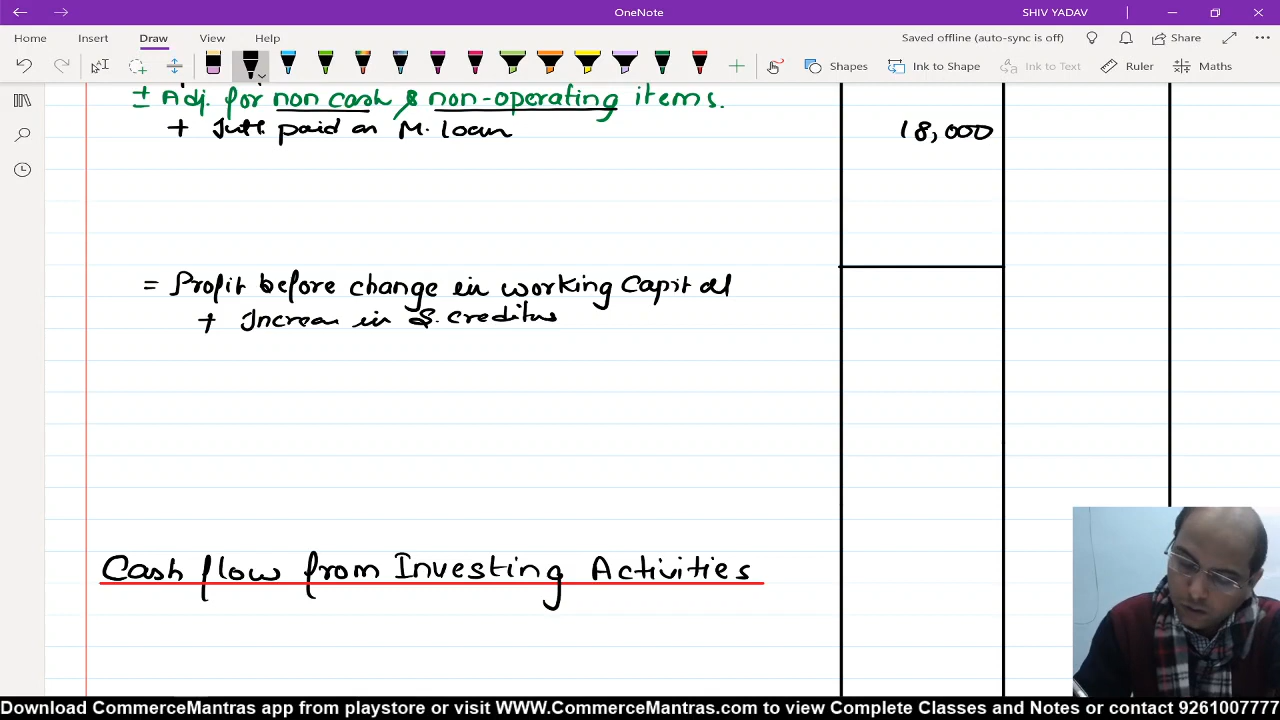 OneNote
SHIV YADAV
Home Insert Draw View Help
Saved offline (auto-sync is off)
Share
Shapes
Ink to Shape
Ink to Text
Ruler
Maths
± Adj. for non cash & non-operating items.
+ Intt paid on M. loan 18,000
= Profit before change in working Capital
+ Increase in S. creditors
Cash flow from Investing Activities
Download CommerceMantras app from playstore or visit WWW.CommerceMantras.com to view Complete Classes and Notes or contact 9261007777